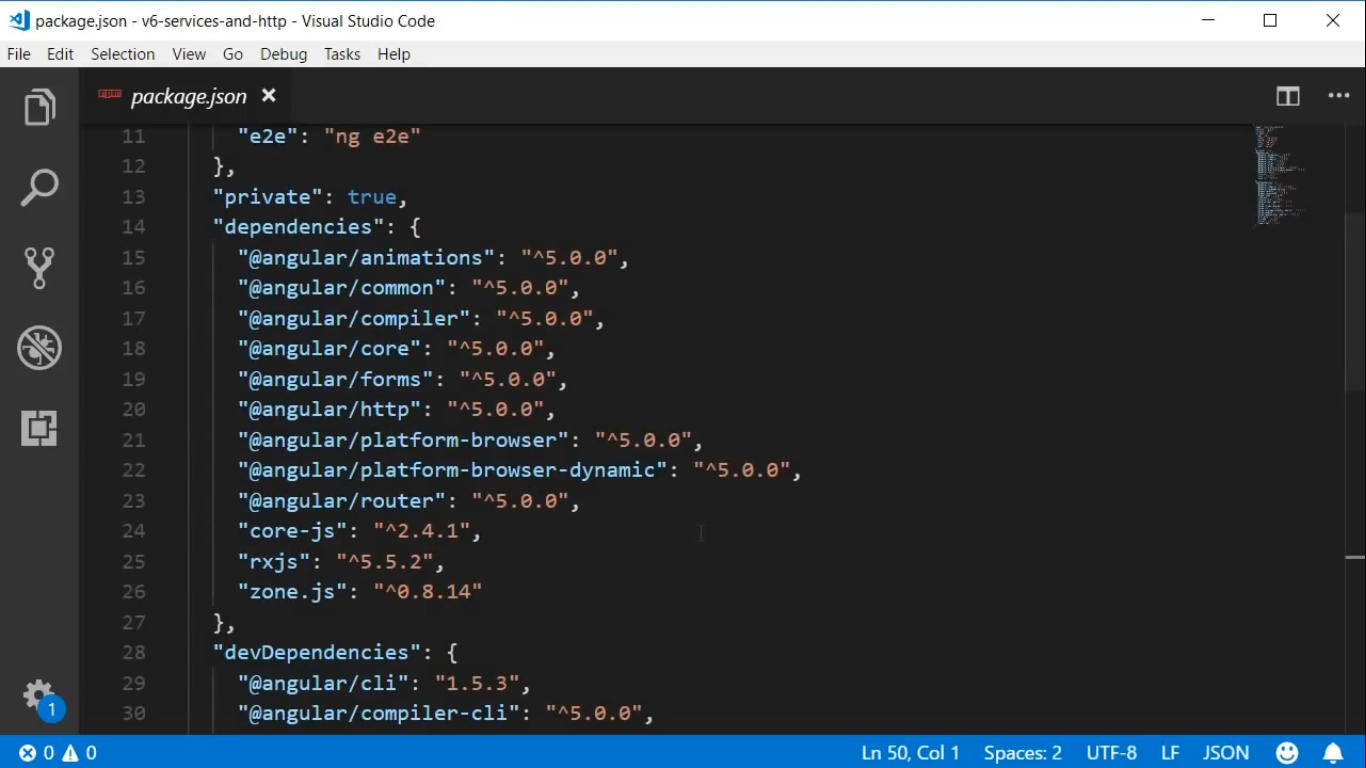 package.json - v6-services-and-http - Visual Studio Code
File Edit Selection View Go Debug Tasks Help
npm package.json
11 "e2e": "ng e2e"
12 },
13 "private": true,
14 "dependencies": {
15 "@angular/animations": "^5.0.0",
16 "@angular/common": "^5.0.0",
17 "@angular/compiler": "^5.0.0",
18 "@angular/core": "^5.0.0",
19 "@angular/forms": "^5.0.0",
20 "@angular/http": "^5.0.0",
21 "@angular/platform-browser": "^5.0.0",
22 "@angular/platform-browser-dynamic": "^5.0.0",
23 "@angular/router": "^5.0.0",
24 "core-js": "^2.4.1",
25 "rxjs": "^5.5.2",
26 "zone.js": "^0.8.14"
27 },
28 "devDependencies": {
29 "@angular/cli": "1.5.3",
30 "@angular/compiler-cli": "^5.0.0",
1
0 0 Ln 50, Col 1 Spaces: 2 UTF-8 LF JSON